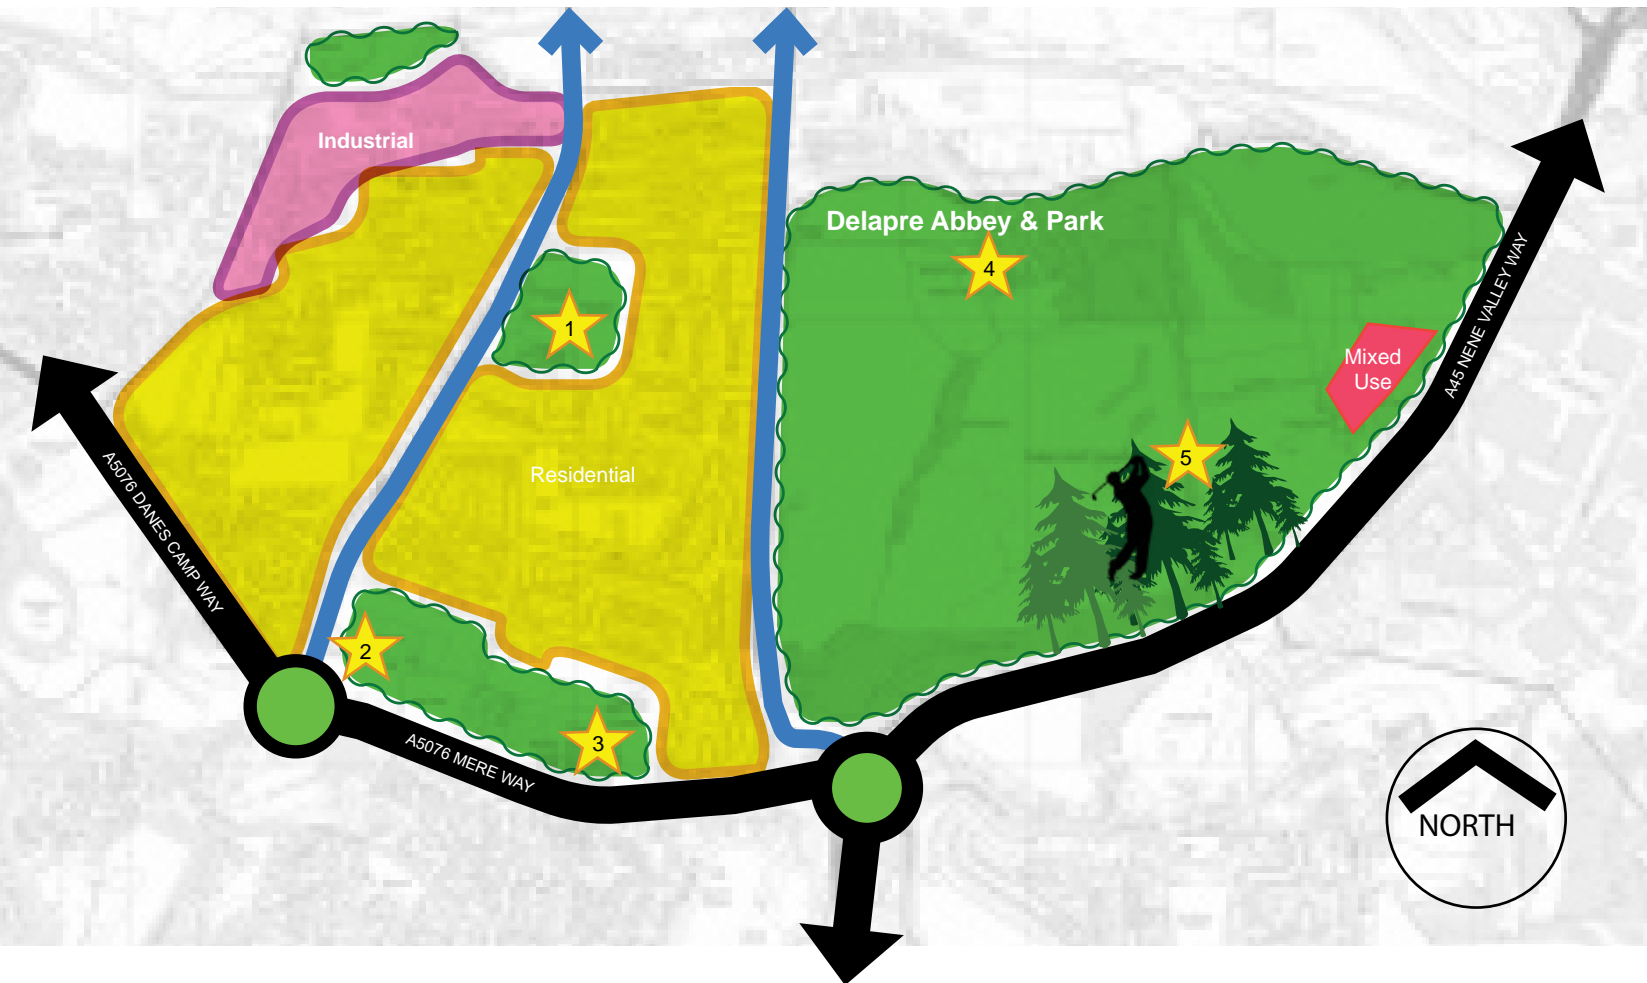 Industrial
Delapre Abbey & Park
4
1
Mixed
Use
A45 NENE VALLEY WAY
5
Residential
A5076 DANES CAMP WAY
2
3
A5076 MERE WAY
NORTH